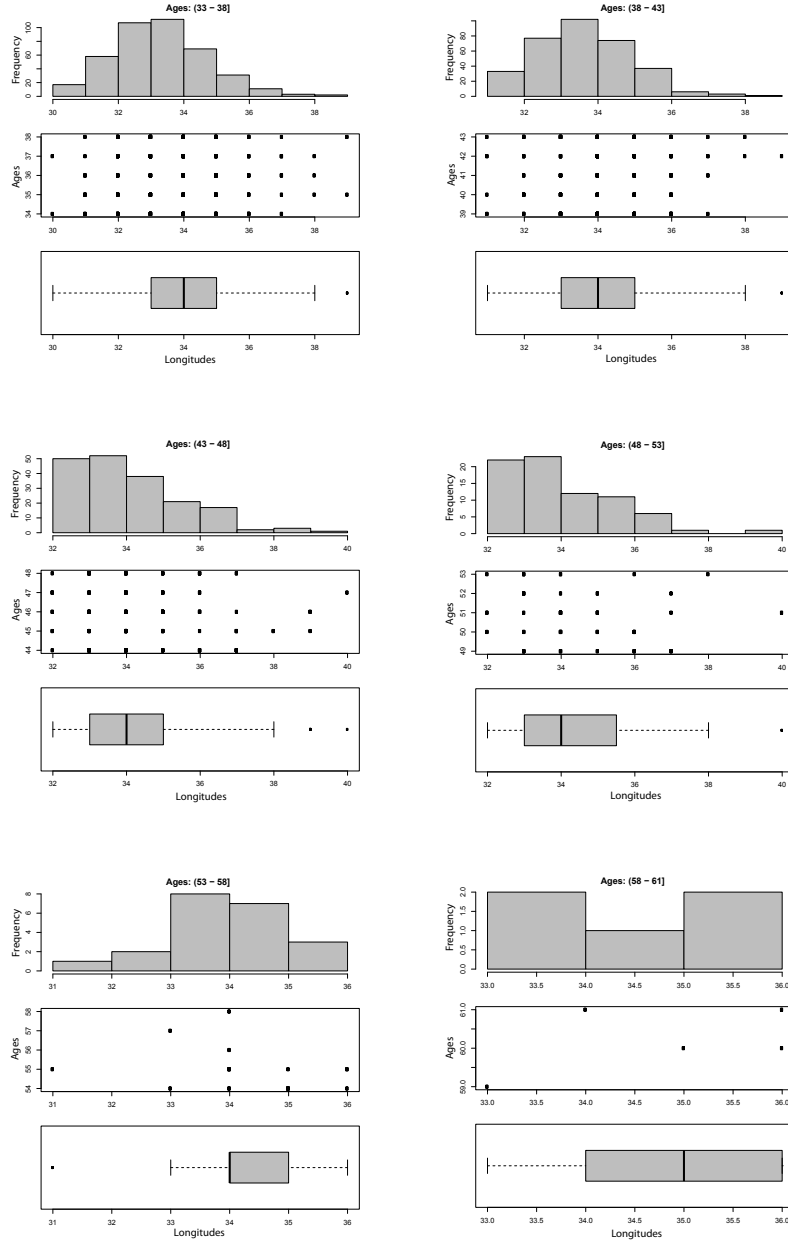 Ages: (33 − 38]
Frequency
0 20 60 100
30 32 34 36 38
Ages
34 35 36 37 38
30 32 34 36 38
30 32 34 36 38
Longitudes
Ages: (38 − 43]
Frequency
0 20 40 60 80
32 34 36 38
Ages
39 40 41 42 43
32 34 36 38
32 34 36 38
Longitudes
Ages: (43 − 48]
Frequency
0 10 20 30 40 50
32 34 36 38 40
Ages
44 45 46 47 48
32 34 36 38 40
32 34 36 38 40
Longitudes
Ages: (48 − 53]
Frequency
0 5 10 15 20
32 34 36 38 40
Ages
49 50 51 52 53
32 34 36 38 40
32 34 36 38 40
Longitudes
Ages: (53 − 58]
Frequency
0 2 4 6 8
31 32 33 34 35 36
Ages
54 55 56 57 58
31 32 33 34 35 36
31 32 33 34 35 36
Longitudes
Ages: (58 − 61]
Frequency
0.0 0.5 1.0 1.5 2.0
33.0 33.5 34.0 34.5 35.0 35.5 36.0
Ages
59.0 60.0 61.0
33.0 33.5 34.0 34.5 35.0 35.5 36.0
33.0 33.5 34.0 34.5 35.0 35.5 36.0
Longitudes